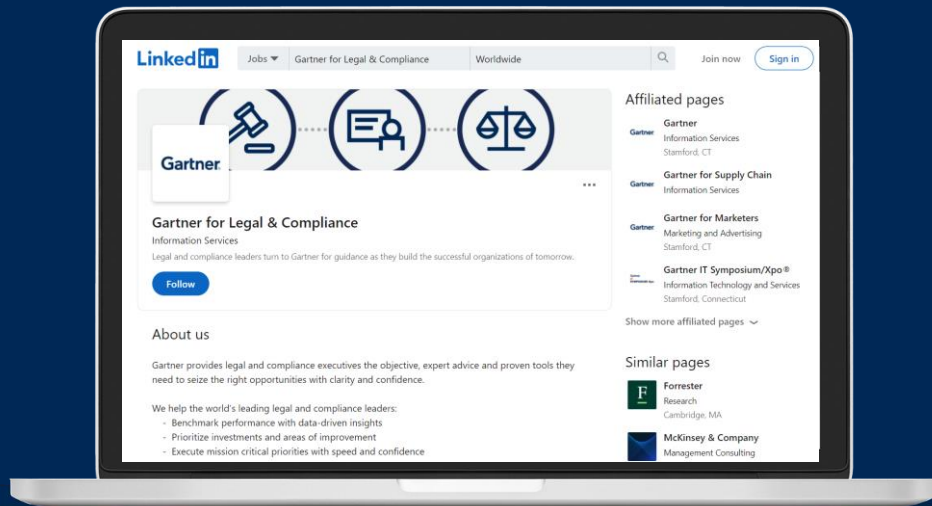 Linked in
Jobs Gartner for Legal & Compliance Worldwide Join now Sign in
Gartner
Gartner for Legal & Compliance
Information Services
Legal and compliance leaders turn to Gartner for guidance as they build the successful organizations of tomorrow.
Follow
About us
Gartner provides legal and compliance executives the objective, expert advice and proven tools they
need to seize the right opportunities with clarity and confidence.
We help the world's leading legal and compliance leaders:
- Benchmark performance with data-driven insights
- Prioritize investments and areas of improvement
- Execute mission critical priorities with speed and confidence
Affiliated pages
Gartner
Gartner
Information Services
Stamford, CT
Gartner
Gartner for Supply Chain
Information Services
Gartner
Gartner for Marketers
Marketing and Advertising
Stamford, CT
Gartner IT Symposium/Xpo®
Information Technology and Services
Stamford, Connecticut
Show more affiliated pages
Similar pages
F
Forrester
Research
Cambridge, MA
McKinsey & Company
Management Consulting